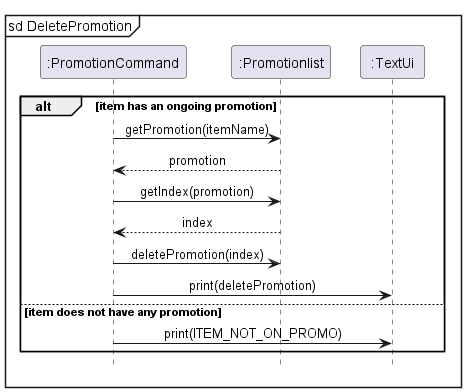 sd DeletePromotion
:PromotionCommand :Promotionlist :TextUi
alt [item has an ongoing promotion]
getPromotion(itemName)
promotion
getIndex(promotion)
index
deletePromotion(index)
print(deletePromotion)
[item does not have any promotion]
print(ITEM_NOT_ON_PROMO)